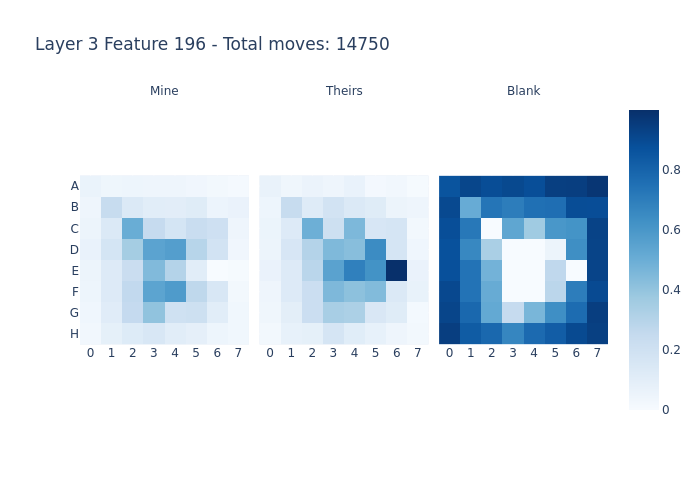 Layer 3 Feature 196 - Total moves: 14750
Mine
Theirs
Blank
A
B
C
D
E
F
G
H
0 1 2 3 4 5 6 7
0 1 2 3 4 5 6 7
0 1 2 3 4 5 6 7
0.8
0.6
0.4
0.2
0